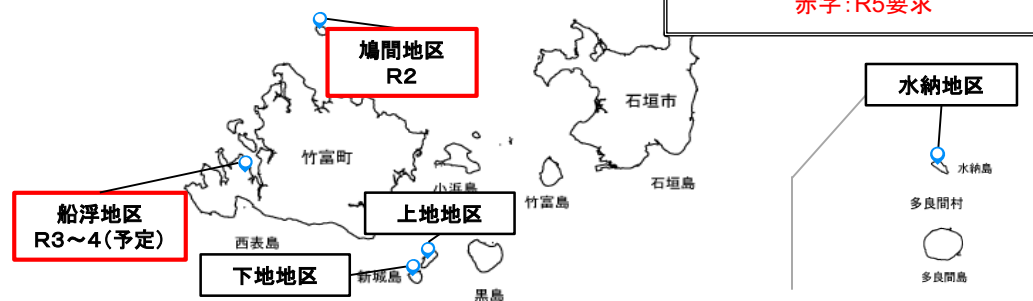 赤字：R5要求
鳩間地区
R2
水納地区
石垣市
竹富町
水納島
小浜島
石垣島
竹富島
多良間村
船浮地区
R3～4（予定）
上地地区
西表島
下地地区
新城島
黒島
多良間島